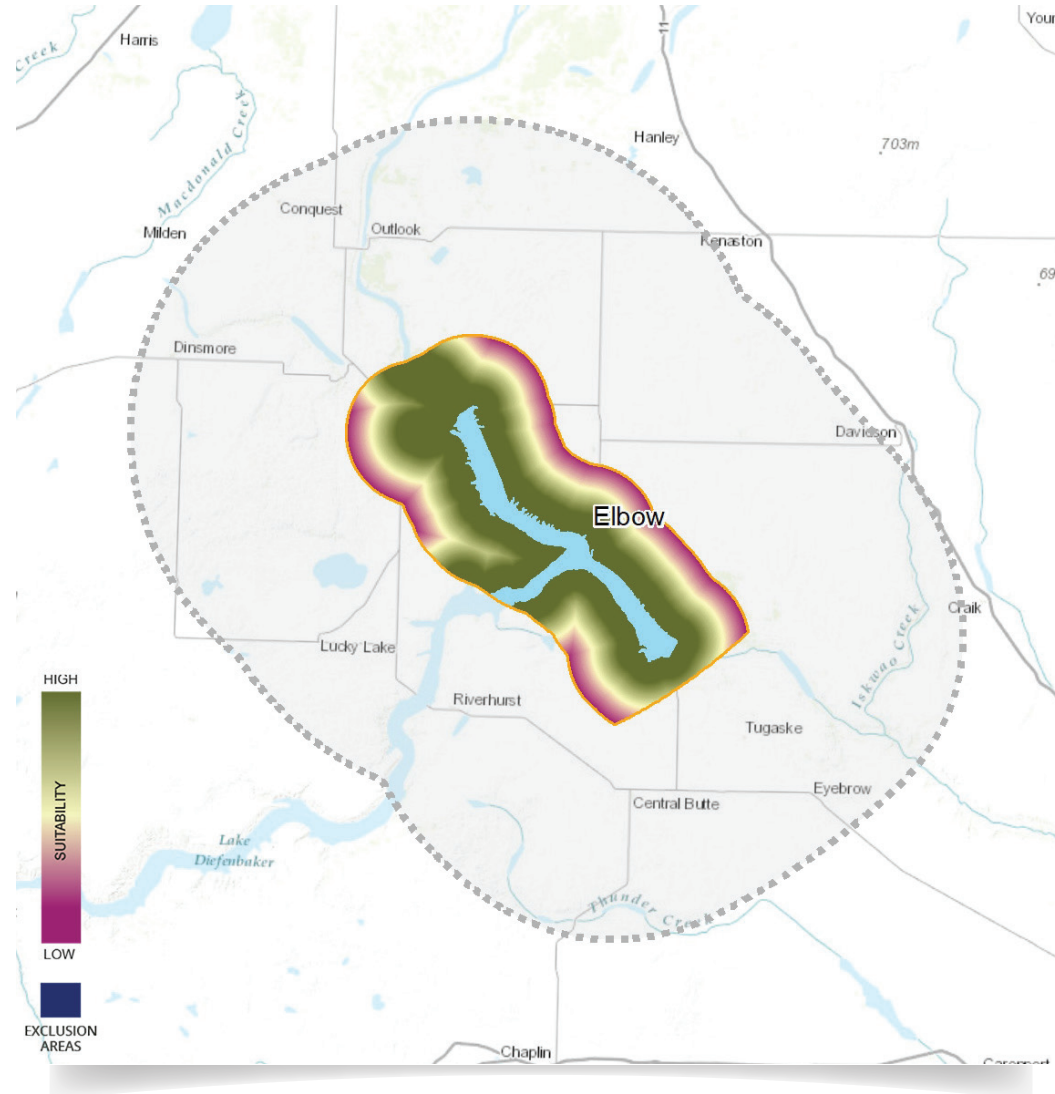 Harris
11
Your
Creek
Macdonald Creek
Hanley
703m
Conquest
Milden
Outlook
Kenaston
69
Dinsmore
Davidson
Elbow
Craik
Iskwao Creek
Lucky Lake
HIGH
Riverhurst
Tugaske
Eyebrow
Central Butte
SUITABILITY
Lake
Diefenbaker
Thunder Creek
LOW
EXCLUSION
AREAS
Chaplin